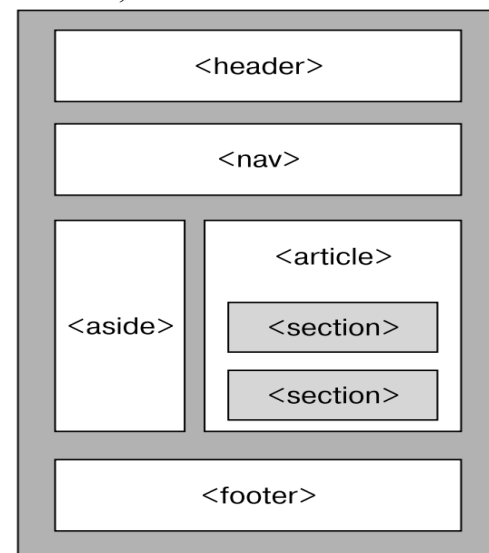 <header>
<nav>
<aside>
<article>
<section>
<section>
<footer>